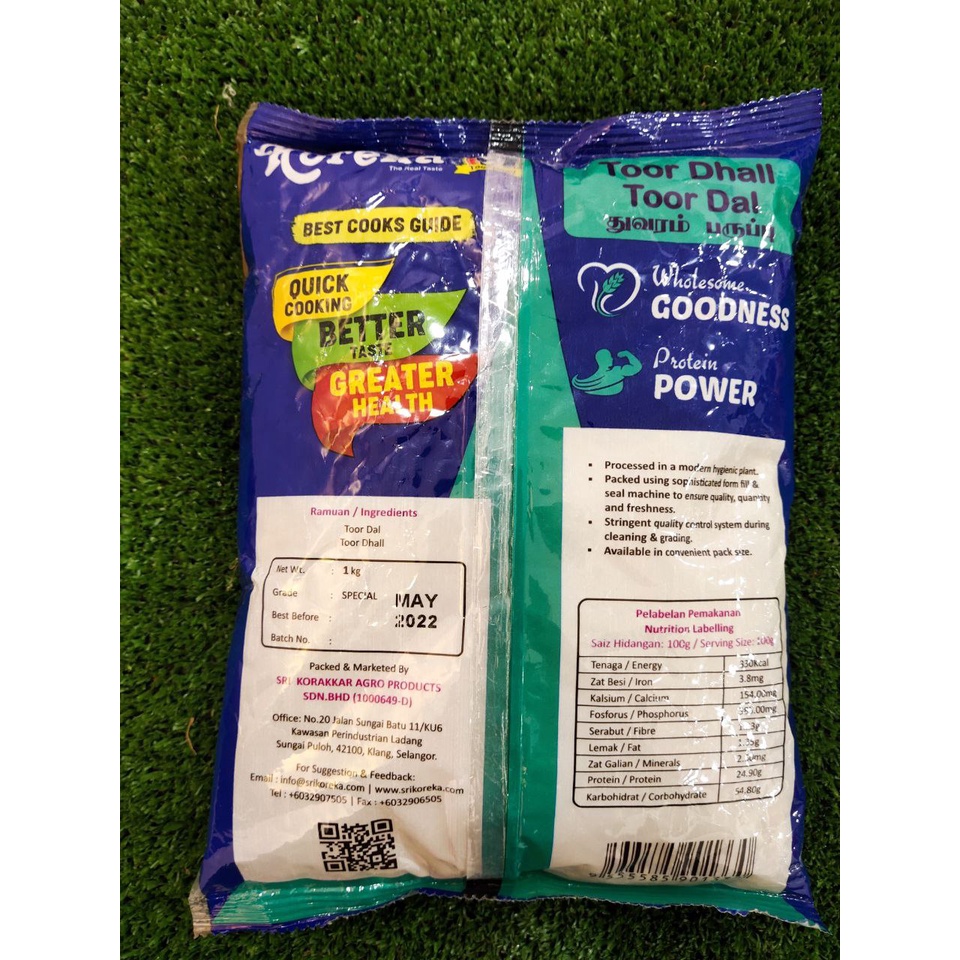 Koreka
The Real Taste
BEST COOKS GUIDE
QUICK
COOKING
BETTER
TASTE
GREATER
HEALTH
Ramuan / Ingredients
Toor Dal
Toor Dhall
Net Wt. : 1 kg
Grade : SPECIAL
Best Before : MAY 2022
Batch No. :
Packed & Marketed By
SRI KORAKKAR AGRO PRODUCTS
SDN.BHD (1000649-D)
Office: No.20 Jalan Sungai Batu 11/KU6
Kawasan Perindustrian Ladang
Sungai Puloh, 42100, Klang, Selangor.
For Suggestion & Feedback:
Email : info@srikoreka.com | www.srikoreka.com
Tel : +6032907505 | Fax : +6032906505
Toor Dhall
Toor Dal
துவரம் பருப்பு
Wholesome
GOODNESS
Protein
POWER
▪ Processed in a modern hygienic plant.
▪ Packed using sophisticated form fill &
seal machine to ensure quality, quantity
and freshness.
▪ Stringent quality control system during
cleaning & grading.
▪ Available in convenient pack size.
Pelabelan Pemakanan
Nutrition Labelling
Saiz Hidangan: 100g / Serving Size: 100g
Tenaga / Energy 330Kcal
Zat Besi / Iron 3.8mg
Kalsium / Calcium 154.00mg
Fosforus / Phosphorus
Serabut / Fibre
Lemak / Fat
Zat Galian / Minerals
Protein / Protein 24.90g
Karbohidrat / Corbohydrate 54.80g